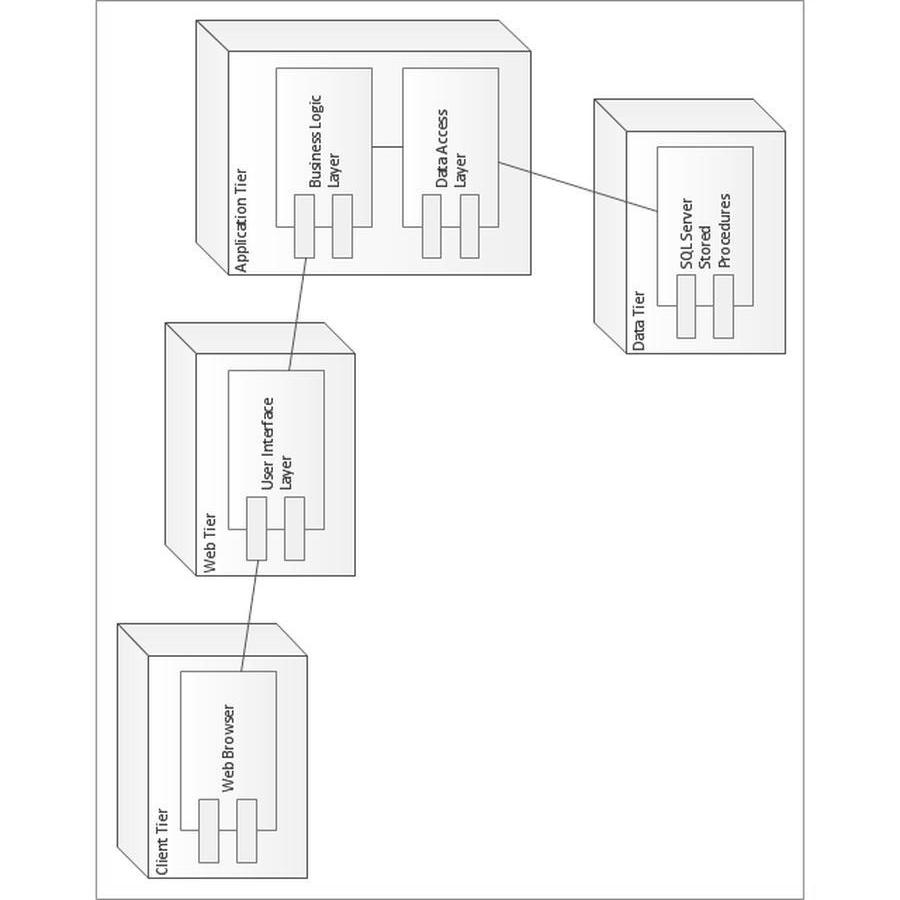 Client Tier
Web Browser
Web Tier
User Interface
Layer
Application Tier
Business Logic
Layer
Data Access
Layer
Data Tier
SQL Server
Stored
Procedures